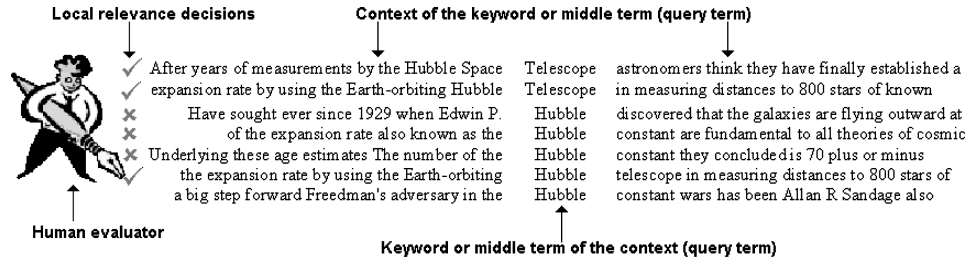 Local relevance decisions
Context of the keyword or middle term (query term)
After years of measurements by the Hubble Space Telescope astronomers think they have finally established a
expansion rate by using the Earth-orbiting Hubble Telescope in measuring distances to 800 stars of known
Have sought ever since 1929 when Edwin P. Hubble discovered that the galaxies are flying outward at
of the expansion rate also known as the Hubble constant are fundamental to all theories of cosmic
Underlying these age estimates The number of the Hubble constant they concluded is 70 plus or minus
the expansion rate by using the Earth-orbiting Hubble telescope in measuring distances to 800 stars of
a big step forward Freedman's adversary in the Hubble constant wars has been Allan R Sandage also
Human evaluator
Keyword or middle term of the context (query term)